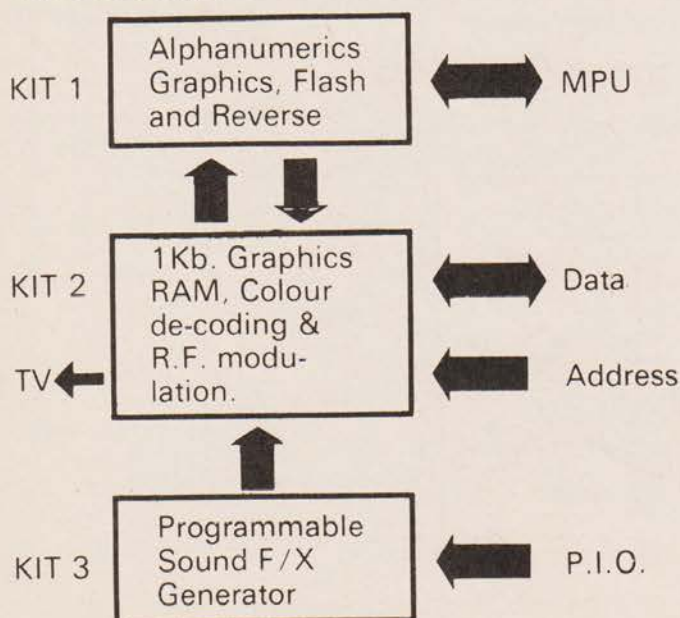 KIT 1
Alphanumerics
Graphics, Flash
and Reverse
MPU
KIT 2
1Kb. Graphics
RAM, Colour
de-coding &
R.F. modu-
lation.
Data
TV
Address
KIT 3
Programmable
Sound F/X
Generator
P.I.O.